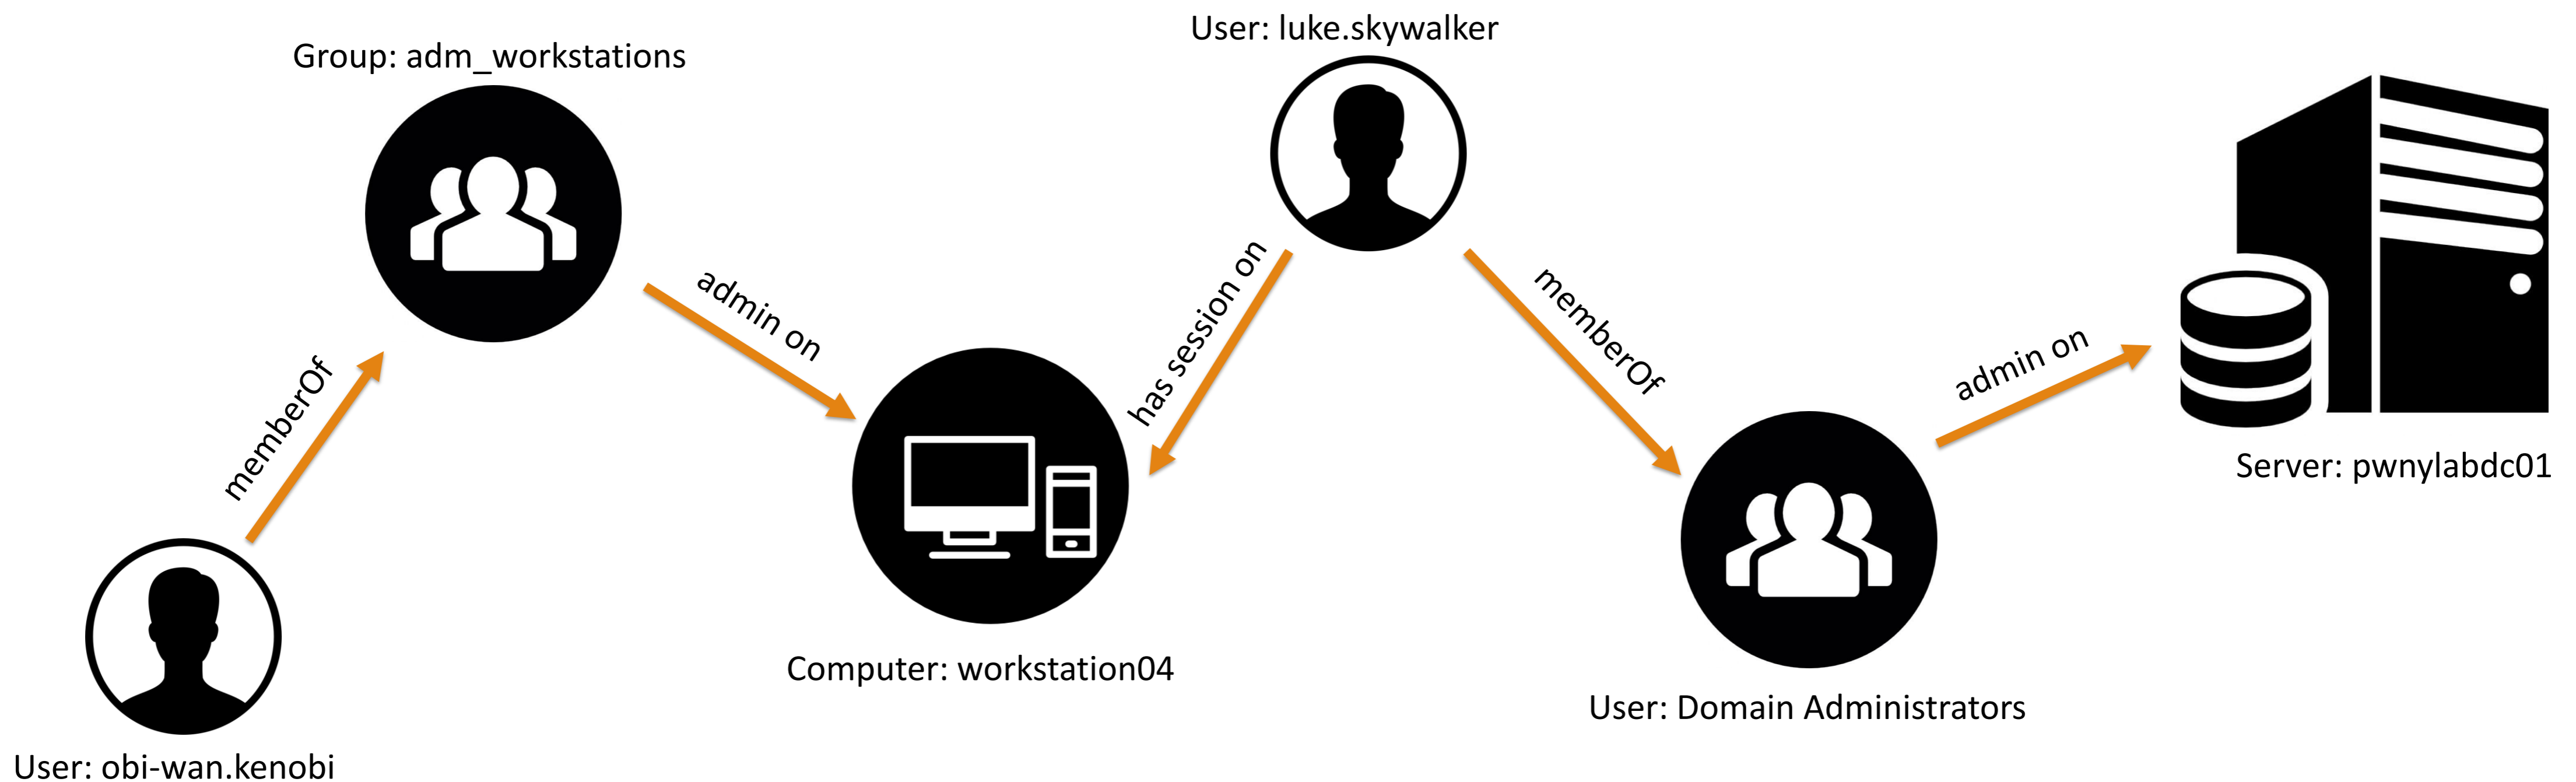 User: luke.skywalker
Group: adm_workstations
admin on
has session on
memberOf
memberOf
admin on
Server: pwnylabdc01
Computer: workstation04
User: Domain Administrators
User: obi-wan.kenobi